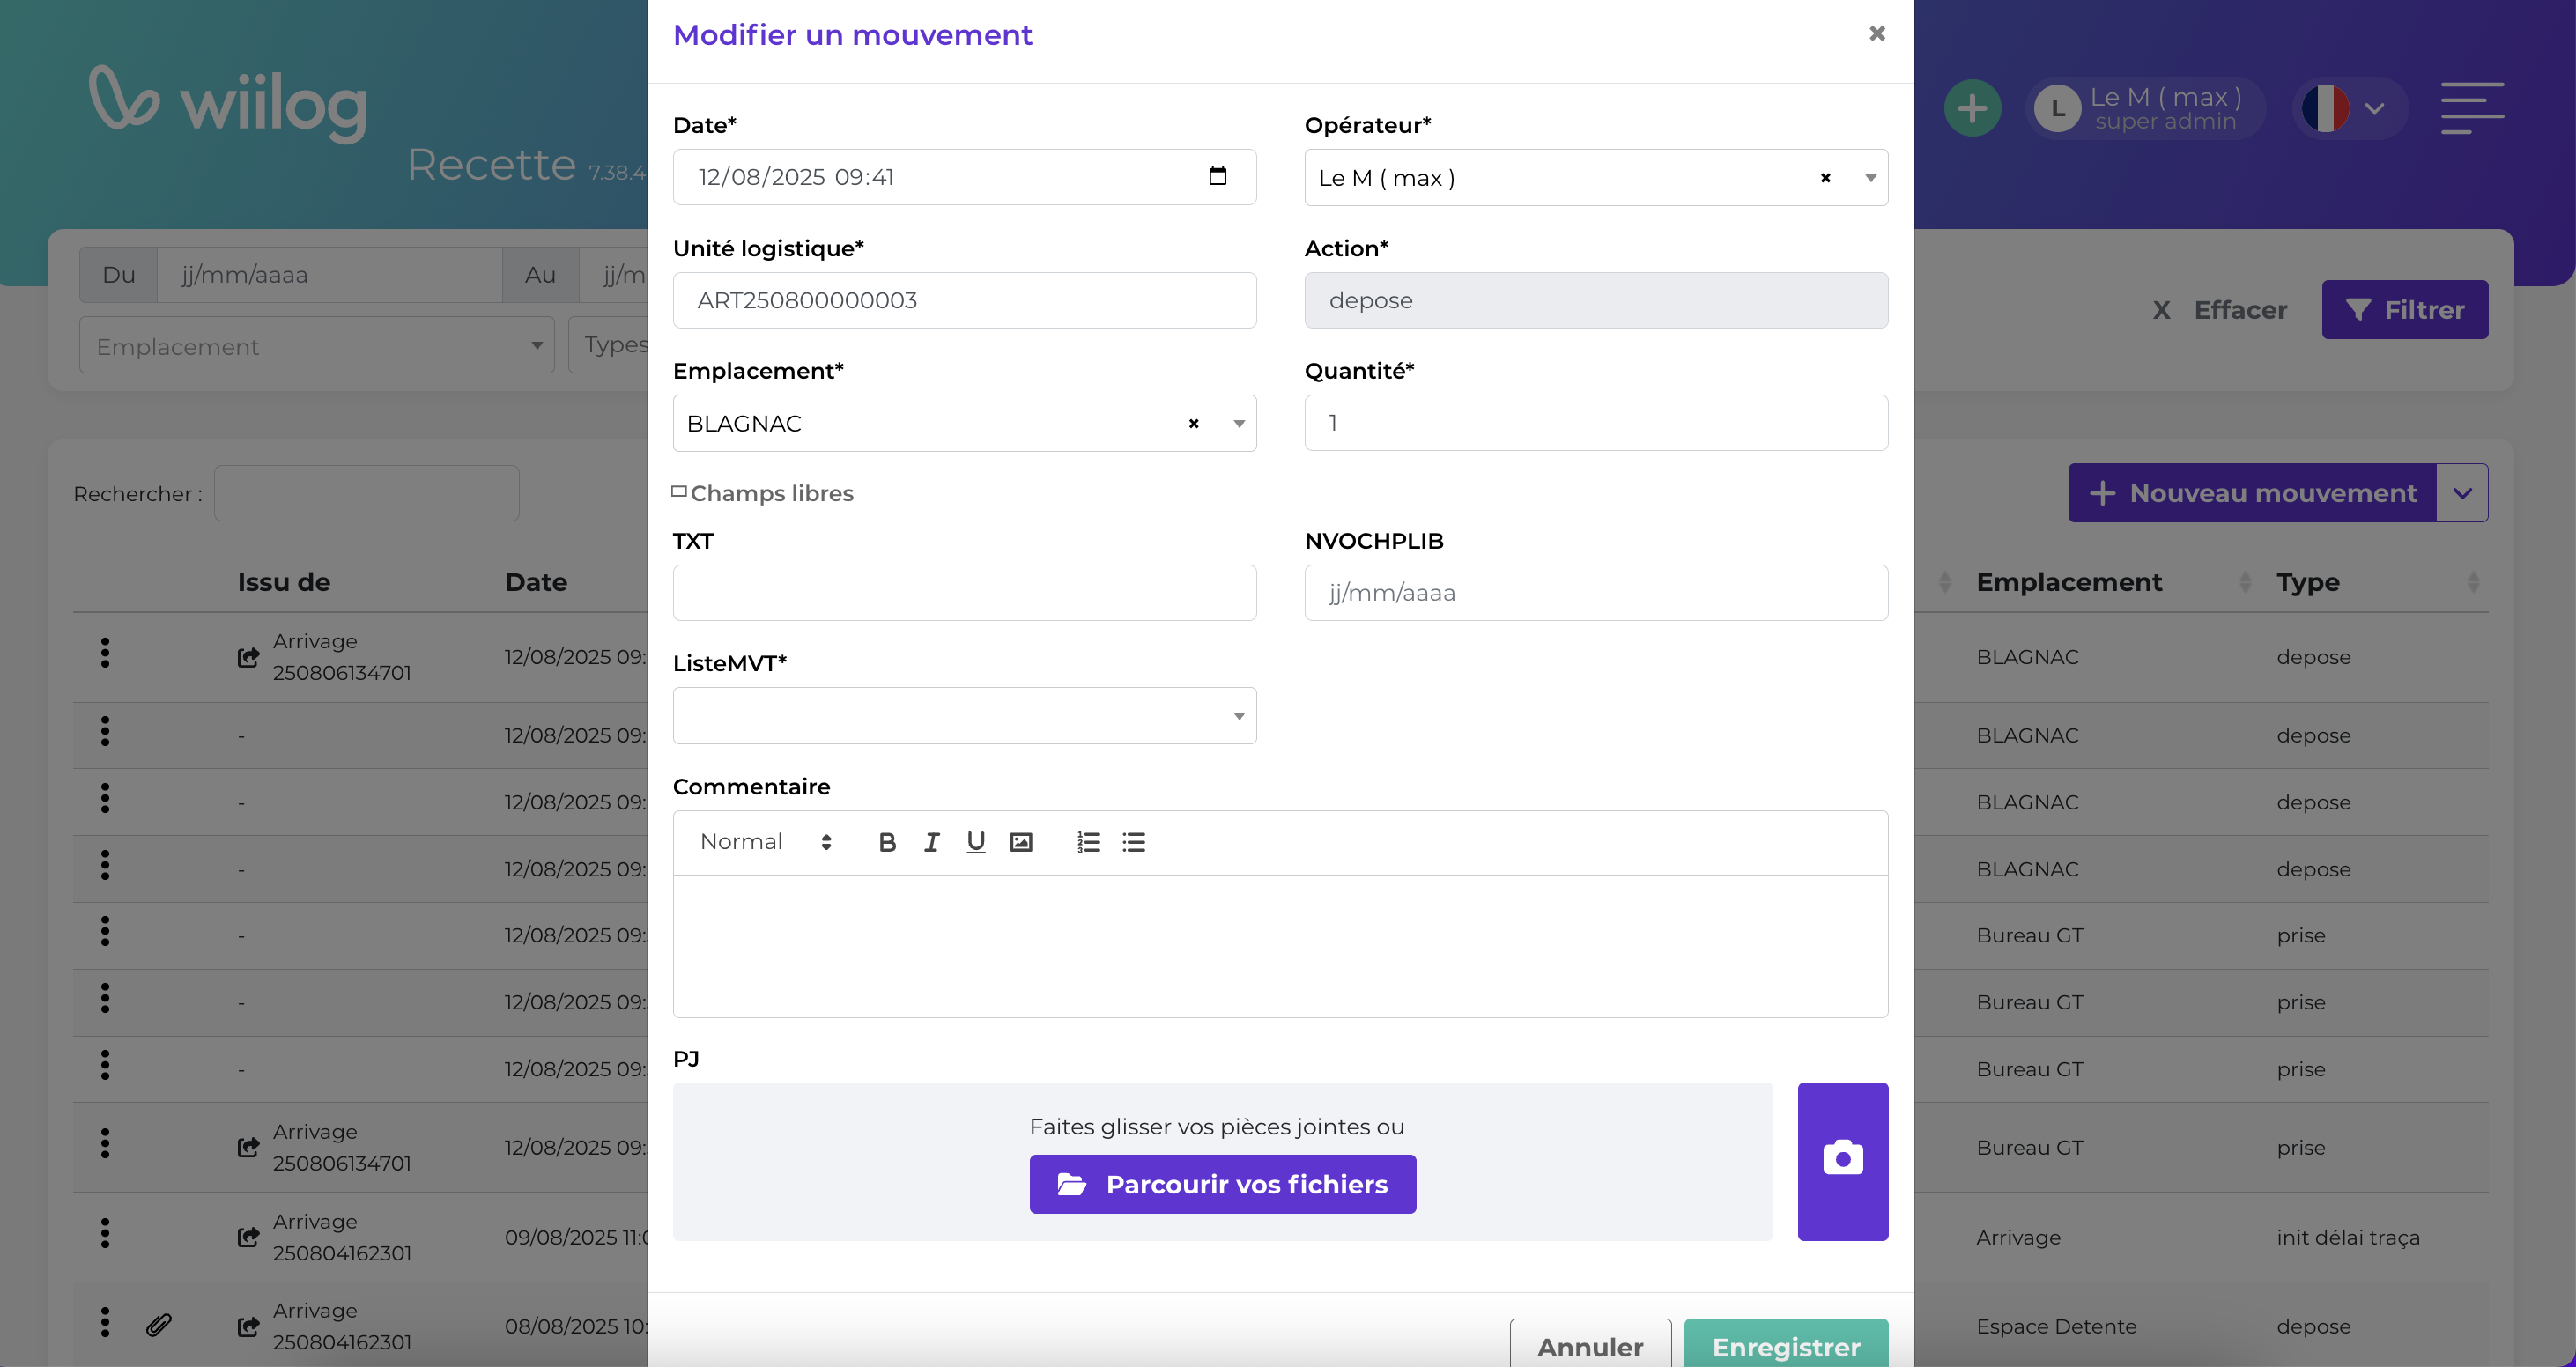 Modifier un mouvement
×
wiilog
Recette 7.38.4
L
Le M ( max )
super admin
Date*
12/08/2025 09:41
Opérateur*
Le M ( max )
×
Unité logistique*
ART250800000003
Action*
depose
Emplacement*
BLAGNAC
×
Quantité*
1
Champs libres
TXT
NVOCHPLIB
jj/mm/aaaa
ListeMVT*
Commentaire
Normal
B I U
PJ
Faites glisser vos pièces jointes ou
Parcourir vos fichiers
Annuler
Enregistrer
Du
jj/mm/aaaa
Au
jj/m
Emplacement
Types
X Effacer
Filtrer
Rechercher :
Nouveau mouvement
Issu de Date Emplacement Type
Arrivage
250806134701
12/08/2025 09: BLAGNAC depose
- 12/08/2025 09: BLAGNAC depose
- 12/08/2025 09: BLAGNAC depose
- 12/08/2025 09: BLAGNAC depose
- 12/08/2025 09: Bureau GT prise
- 12/08/2025 09: Bureau GT prise
- 12/08/2025 09: Bureau GT prise
Arrivage
250806134701
12/08/2025 09: Bureau GT prise
Arrivage
250804162301
09/08/2025 11:0 Arrivage init délai traça
Arrivage
250804162301
08/08/2025 10: Espace Detente depose